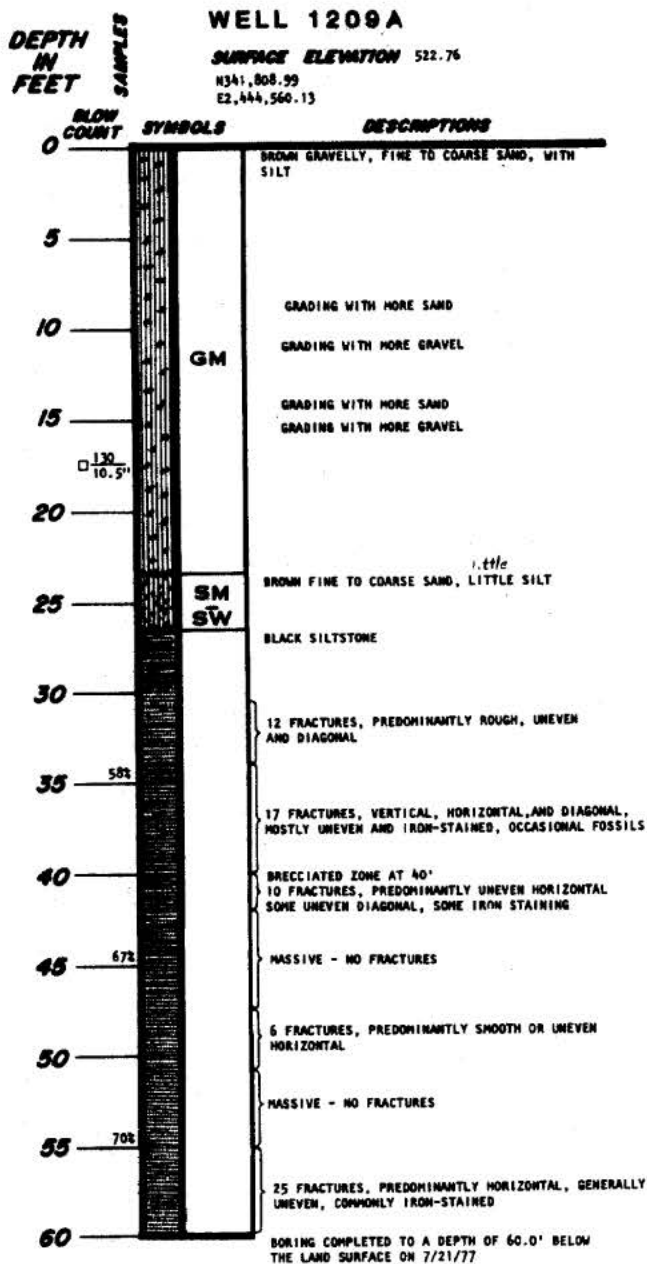 WELL 1209A
DEPTH
IN
FEET
SAMPLES
SURFACE ELEVATION 522.76
N341,808.99
E2,444,560.13
BLOW
COUNT
SYMBOLS
DESCRIPTIONS
0
BROWN GRAVELLY, FINE TO COARSE SAND, WITH
SILT
5
GRADING WITH MORE SAND
10
GRADING WITH MORE GRAVEL
GM
GRADING WITH MORE SAND
15
GRADING WITH MORE GRAVEL
130
10.5"
20
little
BROWN FINE TO COARSE SAND, LITTLE SILT
SM
-
SW
25
BLACK SILTSTONE
30
12 FRACTURES, PREDOMINANTLY ROUGH, UNEVEN
AND DIAGONAL
58%
35
17 FRACTURES, VERTICAL, HORIZONTAL, AND DIAGONAL,
MOSTLY UNEVEN AND IRON-STAINED, OCCASIONAL FOSSILS
40
BRECCIATED ZONE AT 40'
10 FRACTURES, PREDOMINANTLY UNEVEN HORIZONTAL
SOME UNEVEN DIAGONAL, SOME IRON STAINING
67%
45
MASSIVE - NO FRACTURES
6 FRACTURES, PREDOMINANTLY SMOOTH OR UNEVEN
HORIZONTAL
50
MASSIVE - NO FRACTURES
70%
55
25 FRACTURES, PREDOMINANTLY HORIZONTAL, GENERALLY
UNEVEN, COMMONLY IRON-STAINED
60
BORING COMPLETED TO A DEPTH OF 60.0' BELOW
THE LAND SURFACE ON 7/21/77